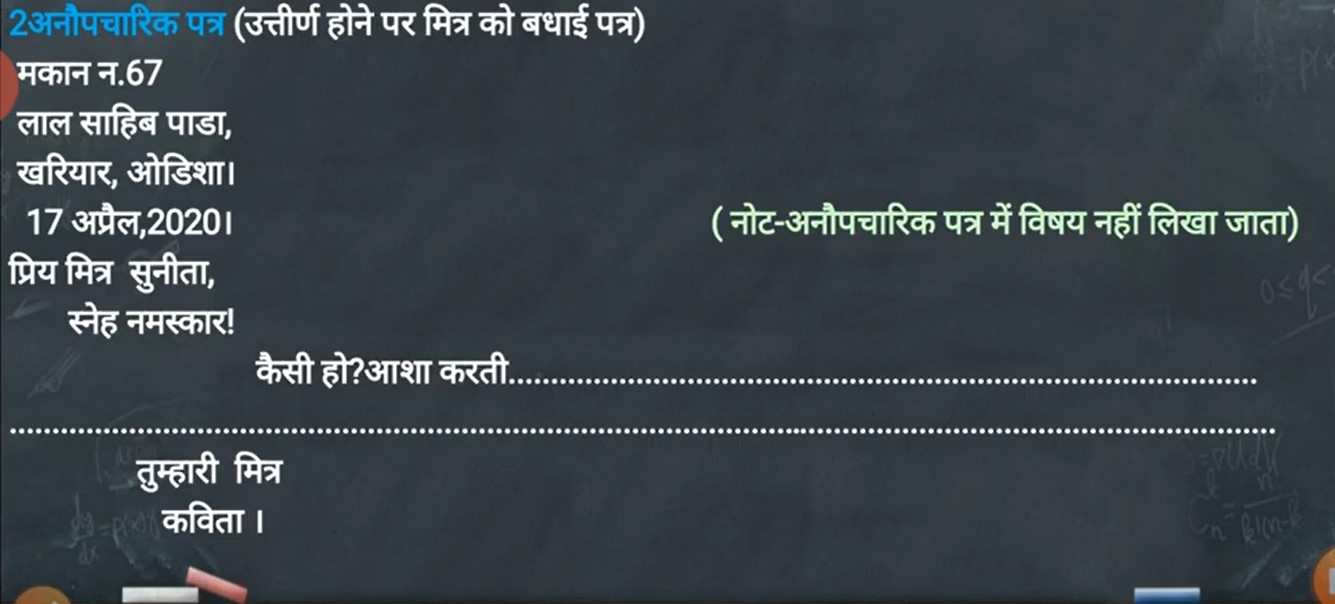 2अनौपचारिक पत्र (उत्तीर्ण होने पर मित्र को बधाई पत्र)
मकान न.67
लाल साहिब पाडा,
खरियार, ओडिशा।
17 अप्रैल,2020।
( नोट-अनौपचारिक पत्र में विषय नहीं लिखा जाता)
प्रिय मित्र सुनीता,
स्नेह नमस्कार!
कैसी हो?आशा करती..........................................................................................
.......................................................................................................................................................
तुम्हारी मित्र
कविता ।